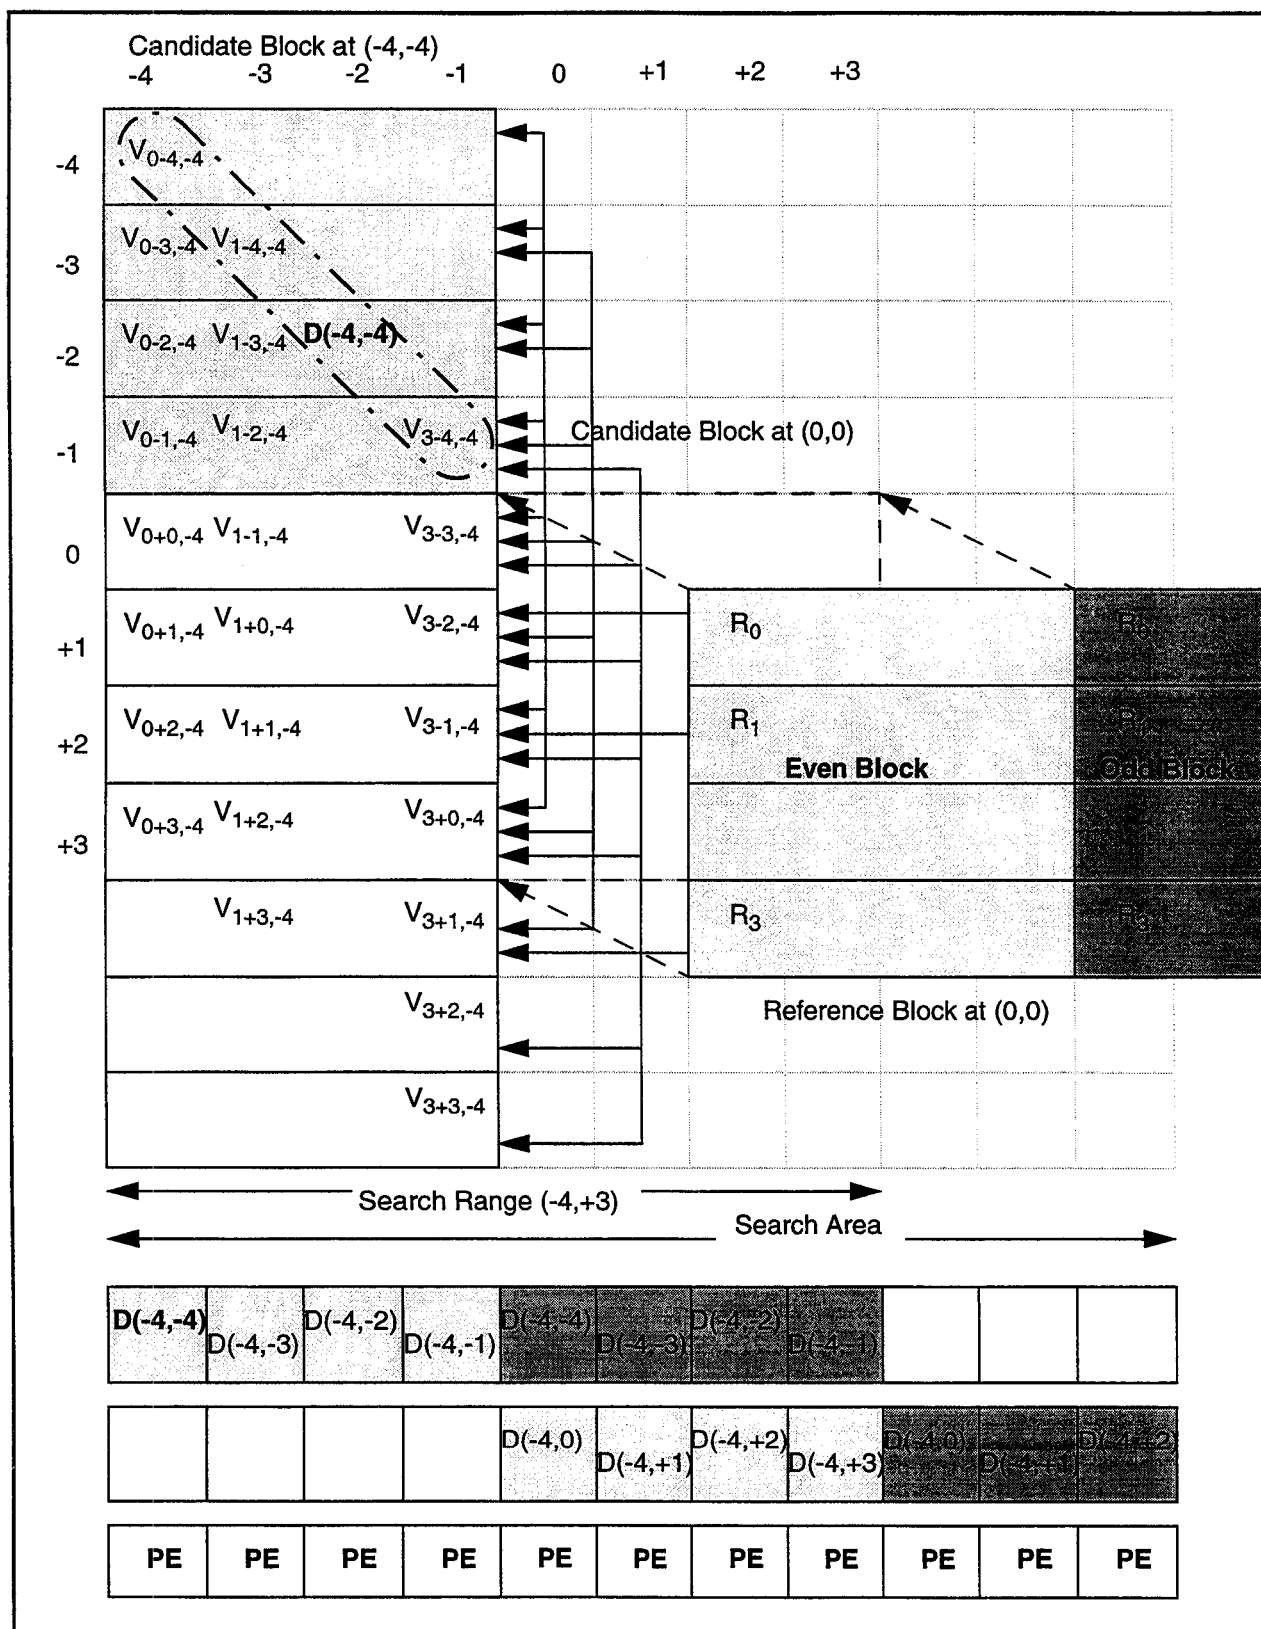 Candidate Block at (-4,-4)
-4 -3 -2 -1 0 +1 +2 +3
-4 V0-4,-4
-3 V0-3,-4 V1-4,-4
-2 V0-2,-4 V1-3,-4 D(-4,-4)
-1 V0-1,-4 V1-2,-4 V3-4,-4 Candidate Block at (0,0)
0 V0+0,-4 V1-1,-4 V3-3,-4
+1 V0+1,-4 V1+0,-4 V3-2,-4 R0 R0
+2 V0+2,-4 V1+1,-4 V3-1,-4 R1
Even Block Odd Block
+3 V0+3,-4 V1+2,-4 V3+0,-4
V1+3,-4 V3+1,-4 R3 R3
V3+2,-4 Reference Block at (0,0)
V3+3,-4
Search Range (-4,+3)
Search Area
D(-4,-4) D(-4,-3) D(-4,-2) D(-4,-1) D(-4,-4) D(-4,-3) D(-4,-2) D(-4,-1)
D(-4,0) D(-4,+1) D(-4,+2) D(-4,+3) D(-4,0) D(-4,+1) D(-4,+2)
PE PE PE PE PE PE PE PE PE PE PE